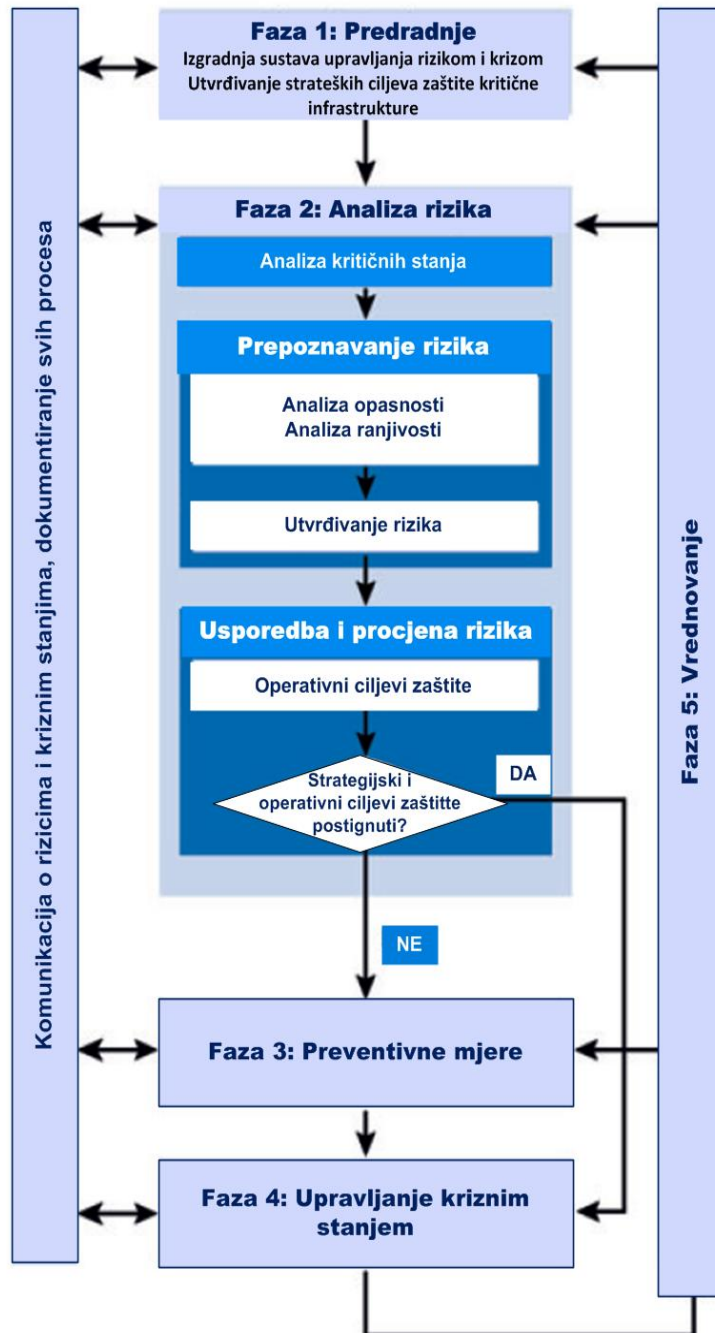 Faza 1: Predradnje
Izgradnja sustava upravljanja rizikom i krizom
Utvrđivanje strateških ciljeva zaštite kritične
infrastrukture
Komunikacija o rizicima i kriznim stanjima, dokumentiranje svih procesa
Faza 2: Analiza rizika
Analiza kritičnih stanja
Prepoznavanje rizika
Analiza opasnosti
Analiza ranjivosti
Utvrđivanje rizika
Usporedba i procjena rizika
Operativni ciljevi zaštite
Strategijski i
operativni ciljevi zaštitte
postignuti?
DA
NE
Faza 3: Preventivne mjere
Faza 4: Upravljanje kriznim
stanjem
Faza 5: Vrednovanje